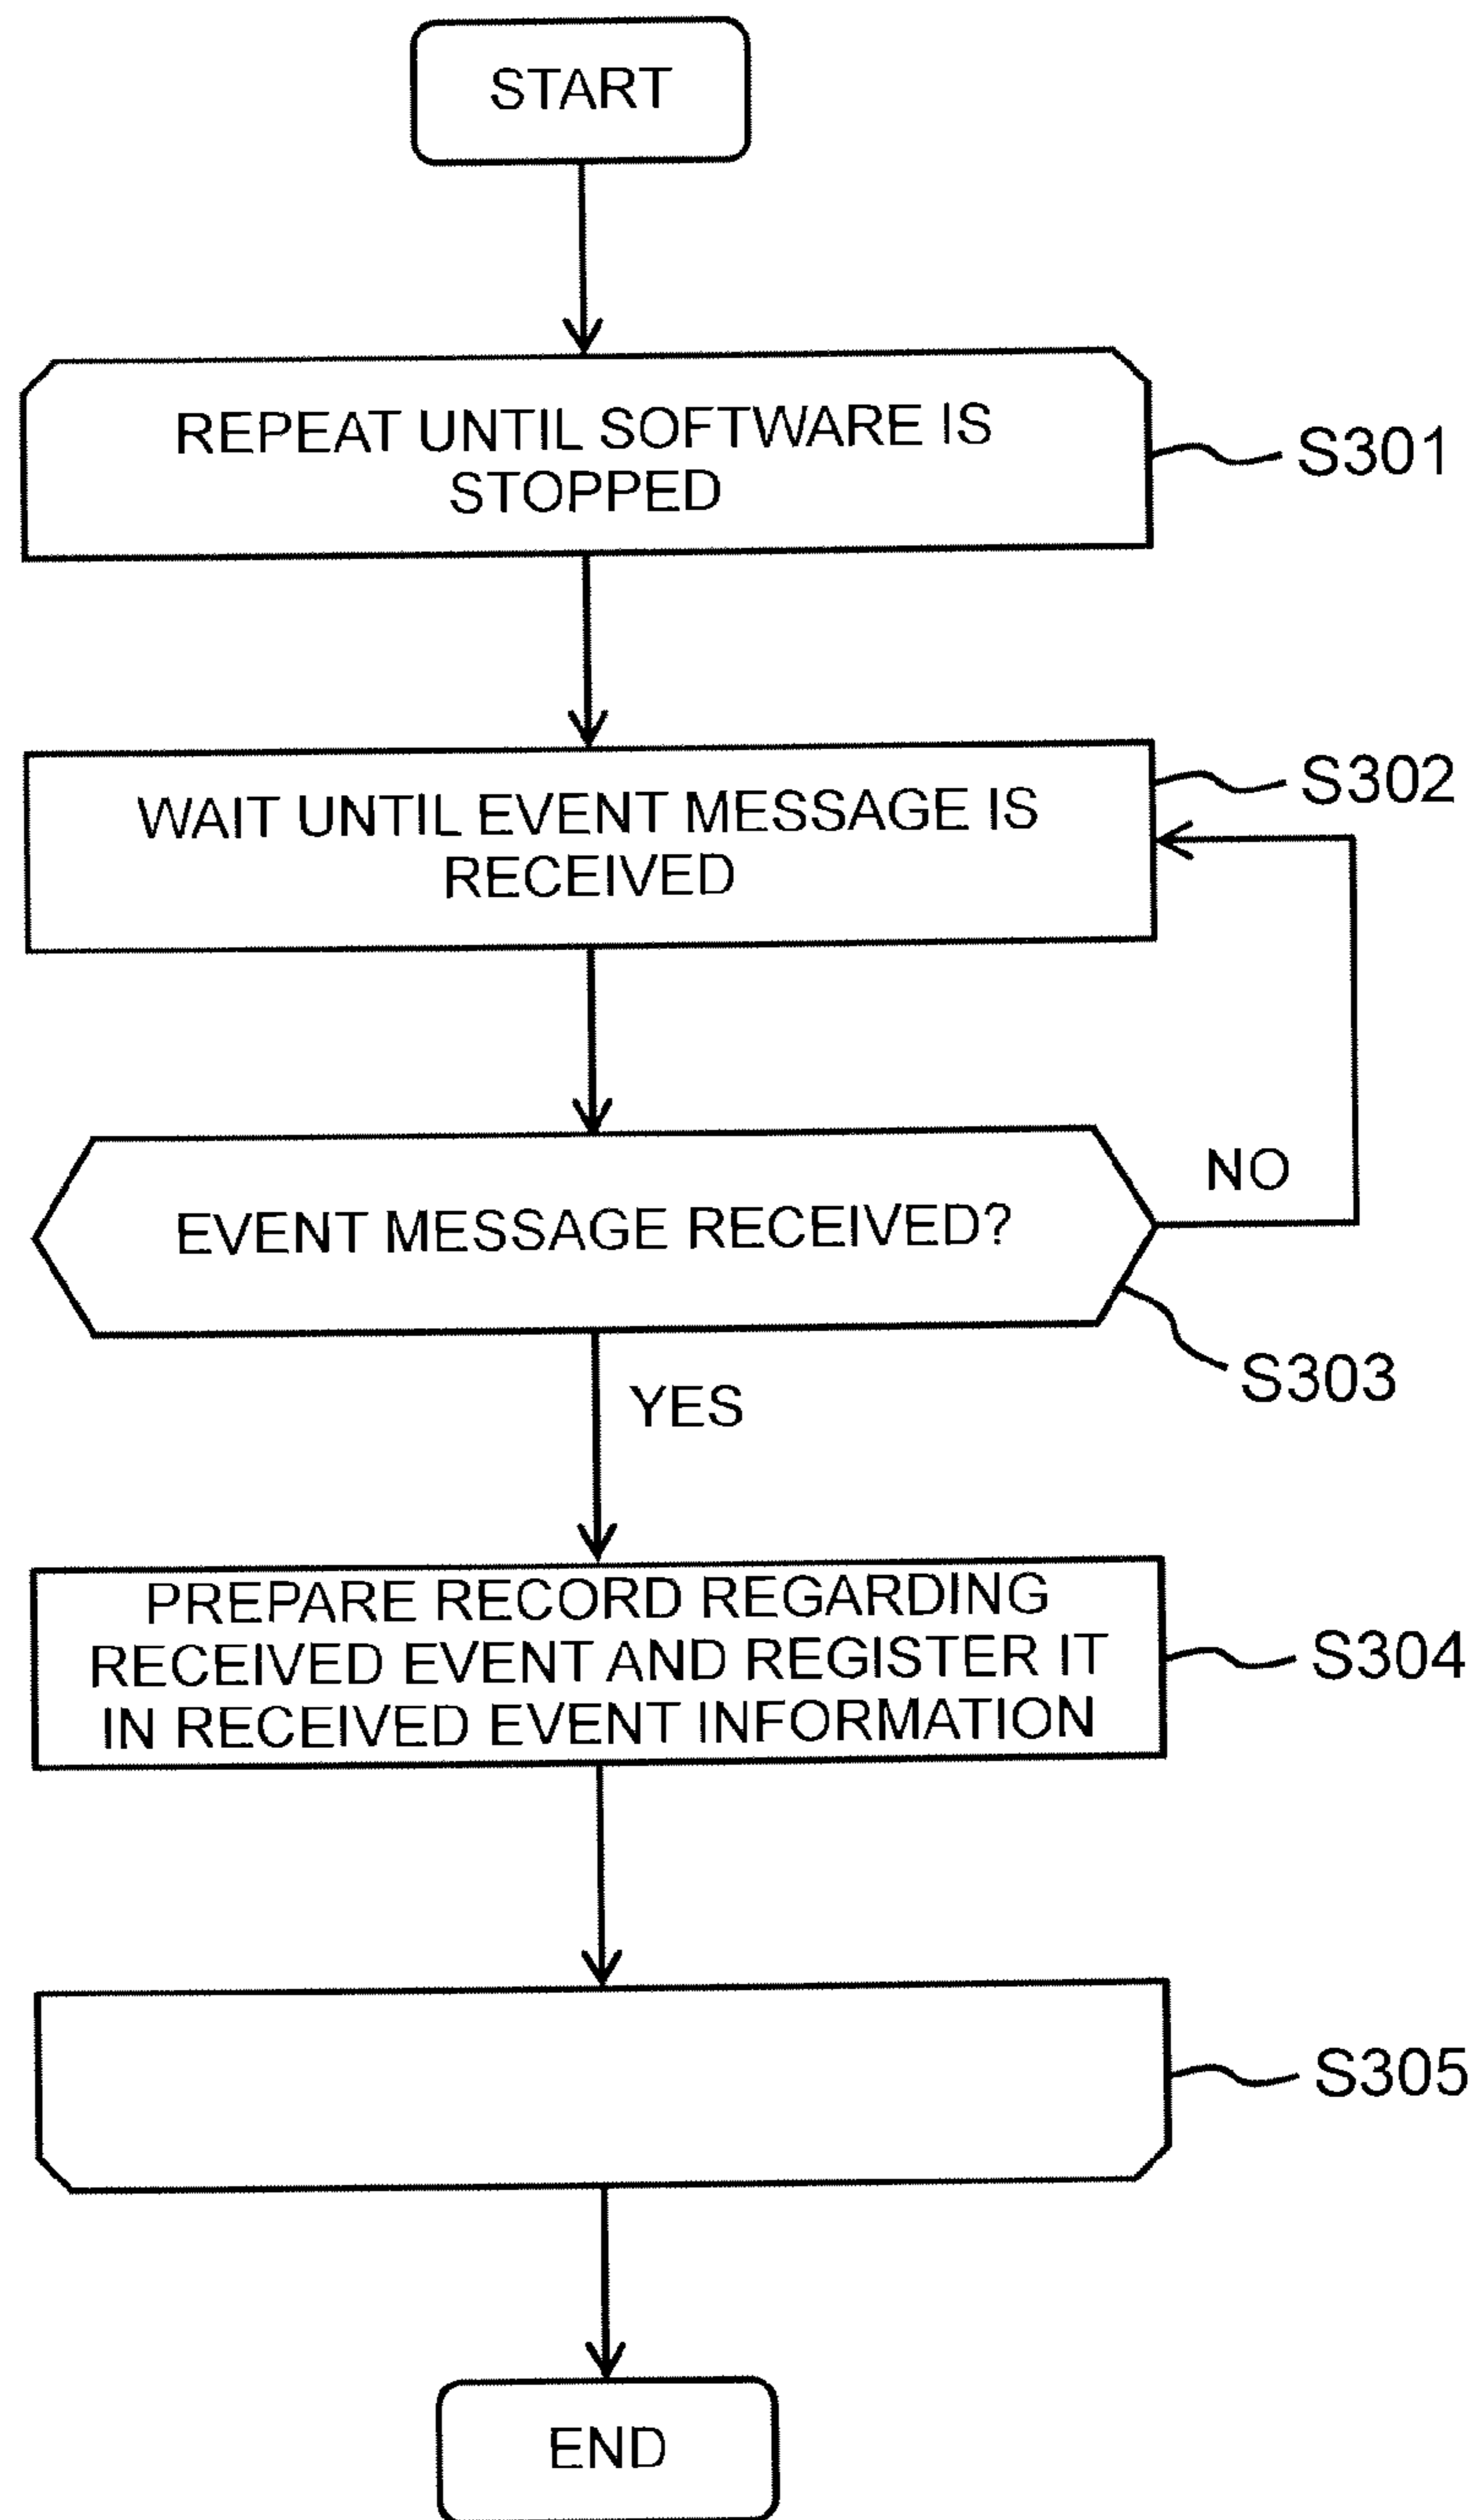 START
REPEAT UNTIL SOFTWARE IS
STOPPED
S301
WAIT UNTIL EVENT MESSAGE IS
RECEIVED
S302
EVENT MESSAGE RECEIVED?
NO
S303
YES
PREPARE RECORD REGARDING
RECEIVED EVENT AND REGISTER IT
IN RECEIVED EVENT INFORMATION
S304
S305
END